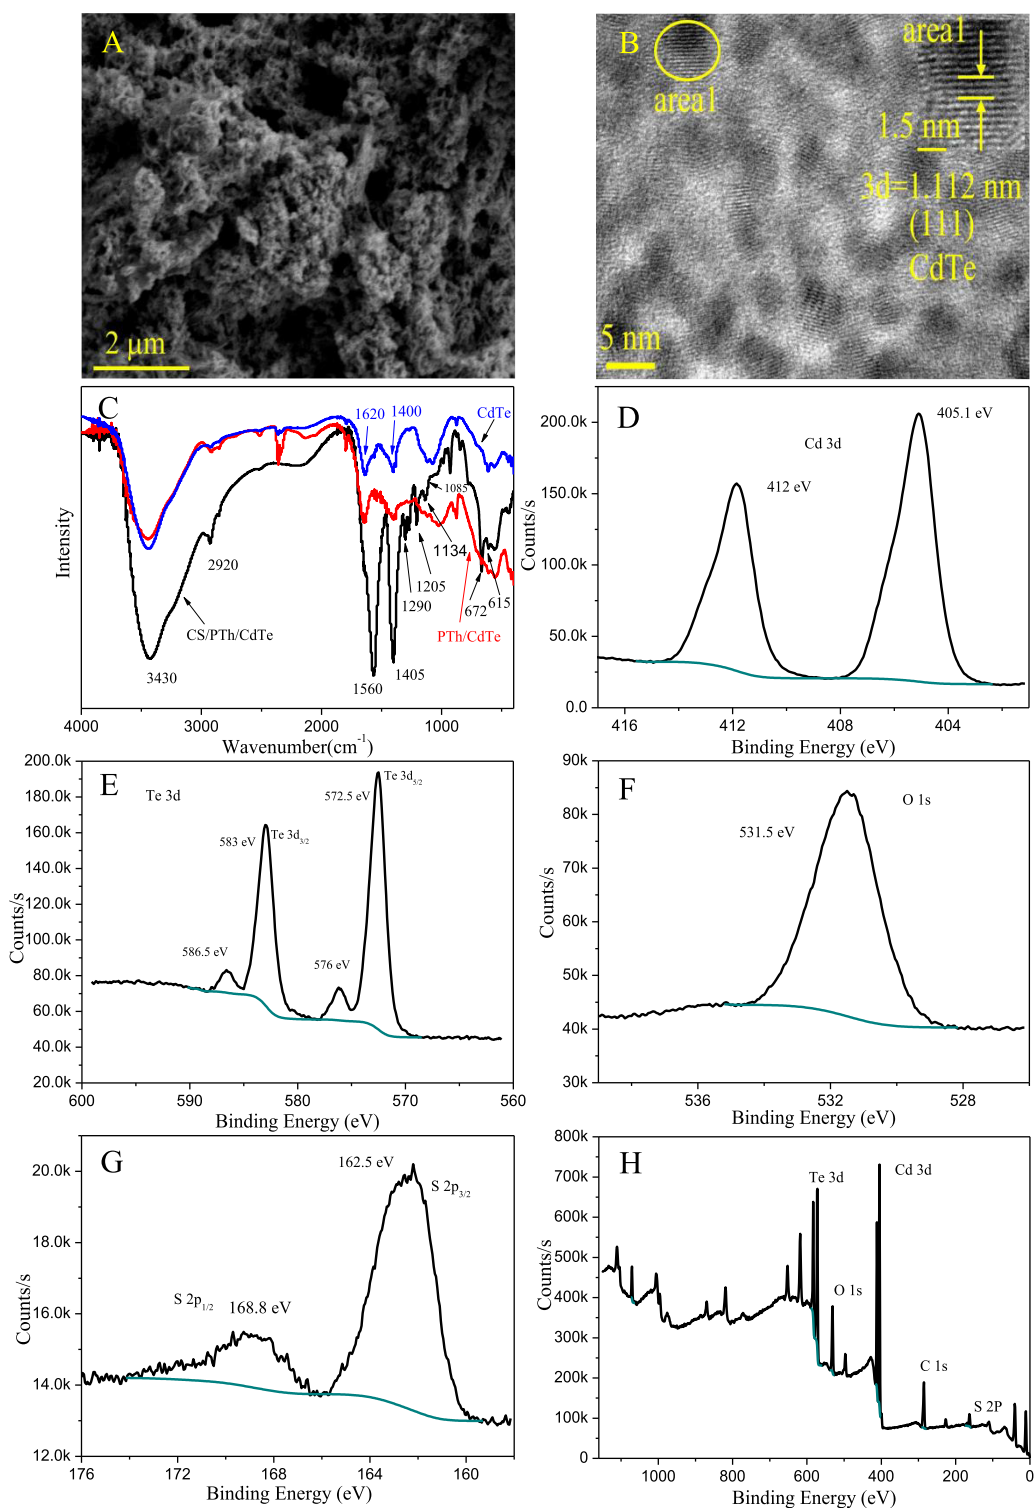 A
2 μm
B
area1
area1
1.5 nm
3d=1.112 nm
(111)
CdTe
5 nm
C
1620
1400
CdTe
1085
1134
2920
1205
1290
672
615
CS/PTh/CdTe
PTh/CdTe
3430
1560
1405
Intensity
4000
3000
2000
1000
Wavenumber(cm⁻¹)
D
405.1 eV
Cd 3d
412 eV
Counts/s
200.0k
150.0k
100.0k
50.0k
0.0
416
412
408
404
Binding Energy (eV)
E
Te 3d
Te 3d₅/₂
572.5 eV
583 eV
Te 3d₃/₂
586.5 eV
576 eV
Counts/s
200.0k
180.0k
160.0k
140.0k
120.0k
100.0k
80.0k
60.0k
40.0k
20.0k
600
590
580
570
560
Binding Energy (eV)
F
O 1s
531.5 eV
Counts/s
90k
80k
70k
60k
50k
40k
30k
536
532
528
Binding Energy (eV)
G
162.5 eV
S 2p₃/₂
S 2p₁/₂
168.8 eV
Counts/s
20.0k
18.0k
16.0k
14.0k
12.0k
176
172
168
164
160
Binding Energy (eV)
H
Te 3d
Cd 3d
O 1s
C 1s
S 2P
Counts/s
800k
700k
600k
500k
400k
300k
200k
100k
0
1000
800
600
400
200
0
Binding Energy (eV)